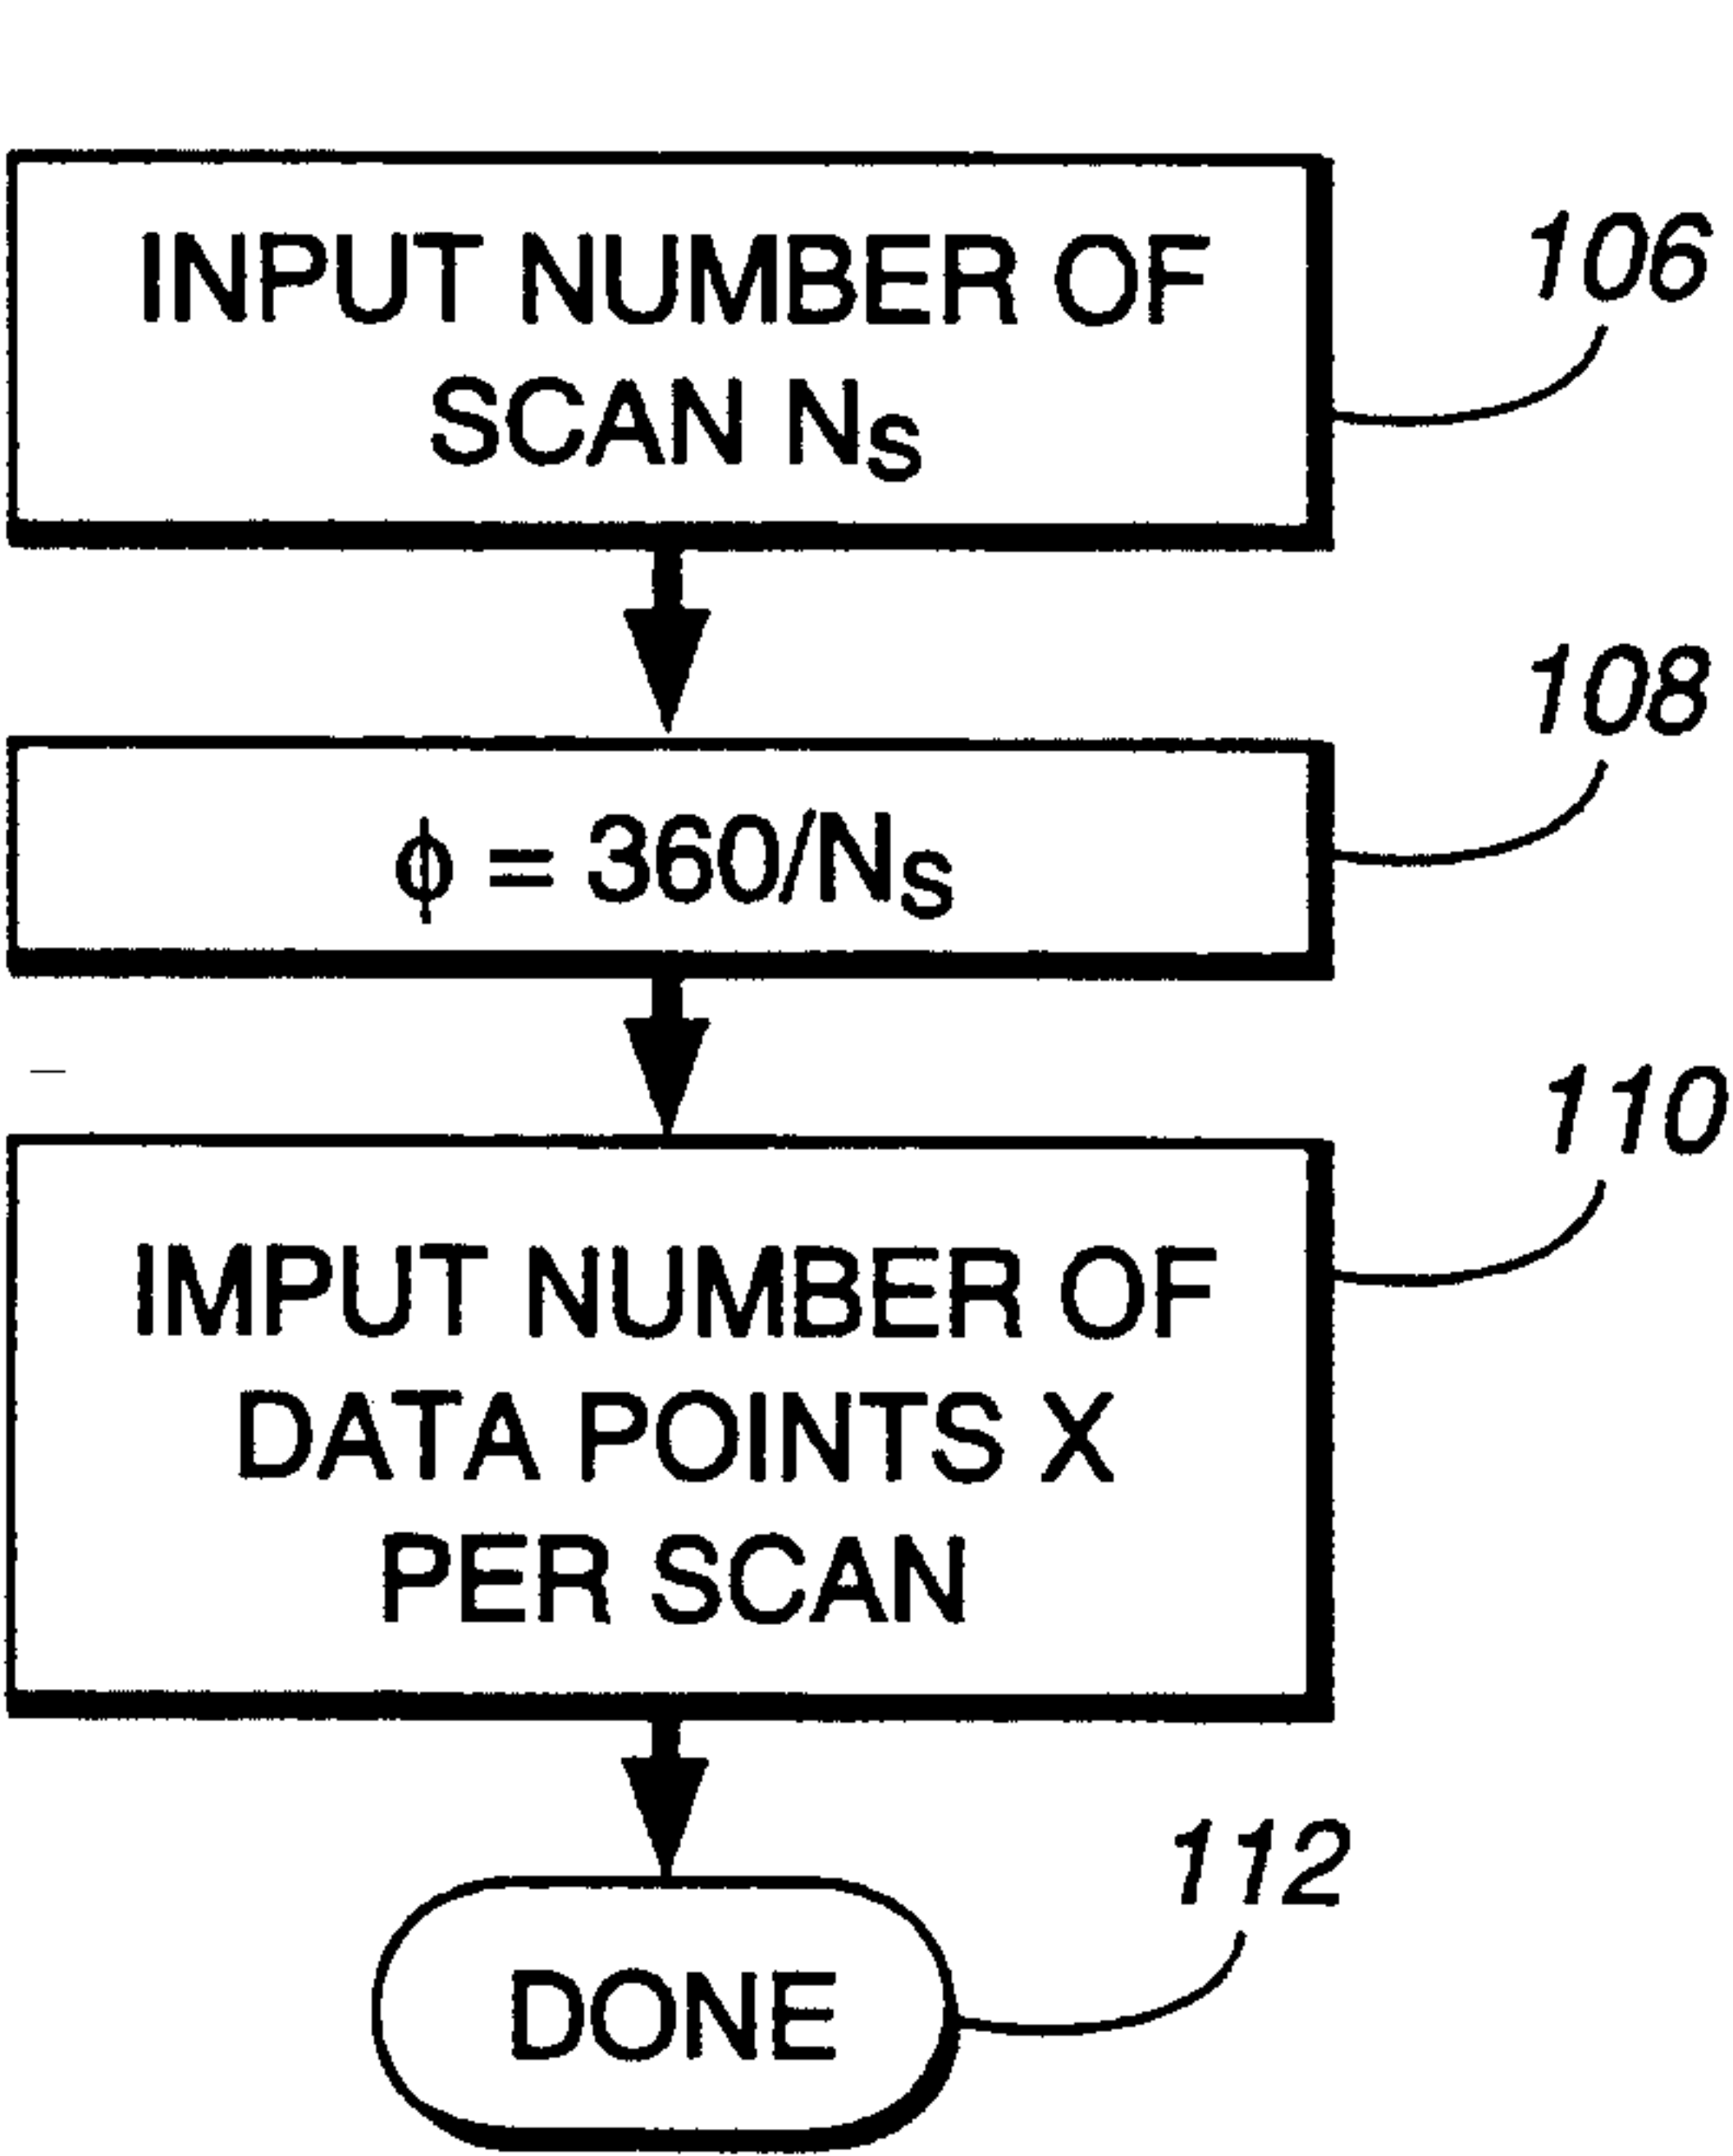 INPUT NUMBER OF
SCAN Ns
106
ϕ = 360/Ns
108
IMPUT NUMBER OF
DATA POINTS X
PER SCAN
110
DONE
112